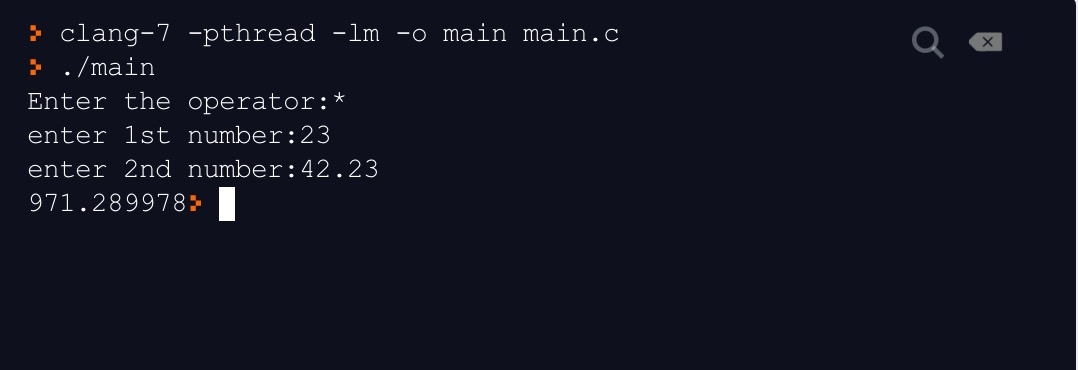 clang-7 -pthread -lm -o main main.c
./main
Enter the operator:*
enter 1st number:23
enter 2nd number:42.23
971.289978